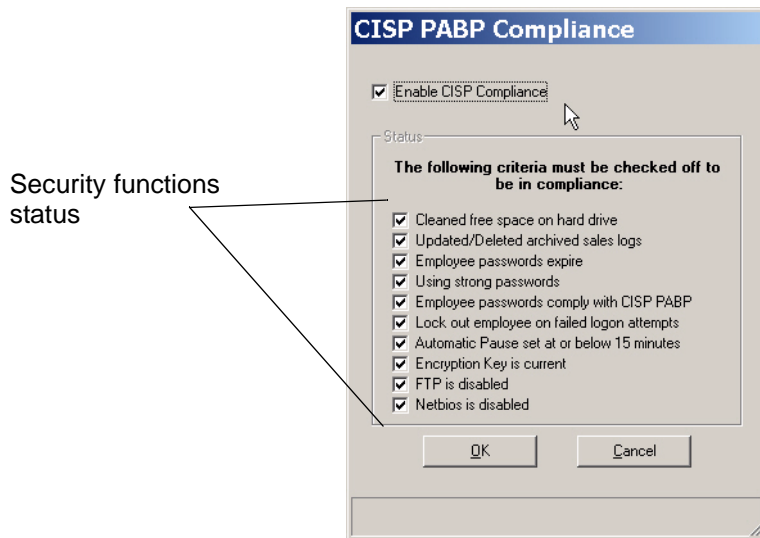 CISP PABP Compliance
Enable CISP Compliance
Status
The following criteria must be checked off to
be in compliance:
Security functions
status
Cleaned free space on hard drive
Updated/Deleted archived sales logs
Employee passwords expire
Using strong passwords
Employee passwords comply with CISP PABP
Lock out employee on failed logon attempts
Automatic Pause set at or below 15 minutes
Encryption Key is current
FTP is disabled
Netbios is disabled
OK
Cancel